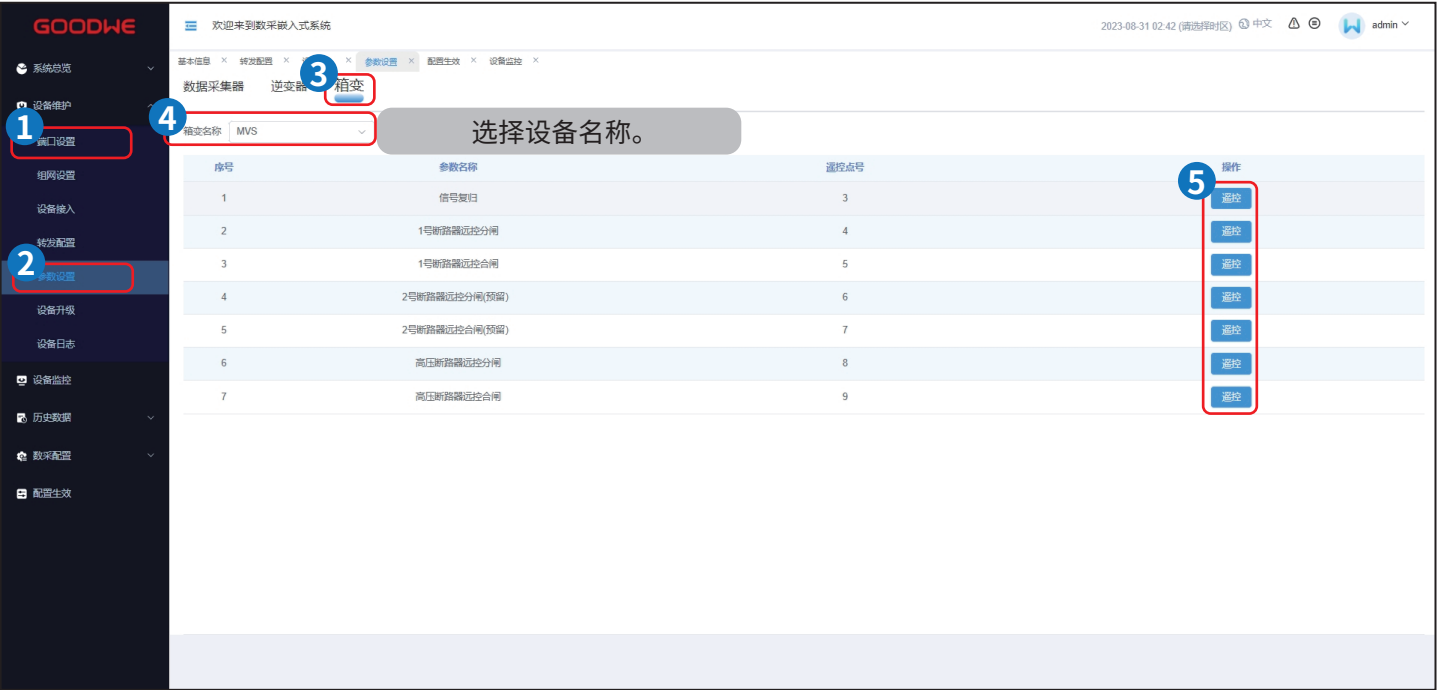 GOODWE
欢迎来到数采嵌入式系统
2023-08-31 02:42 (请选择时区) 中文 admin
系统总览
设备维护
1
端口设置
组网设置
设备接入
转发配置
2
参数设置
设备升级
设备日志
设备监控
历史数据
数采配置
配置生效
基本信息 × 转发配置 × × 参数设置 × 配置生效 × 设备监控 ×
数据采集器 逆变器 3 箱变
4 箱变名称 MVS 选择设备名称。
序号 参数名称 遥控点号 操作
5
1 信号复归 3 遥控
2 1号断路器远控分闸 4 遥控
3 1号断路器远控合闸 5 遥控
4 2号断路器远控分闸(预留) 6 遥控
5 2号断路器远控合闸(预留) 7 遥控
6 高压断路器远控分闸 8 遥控
7 高压断路器远控合闸 9 遥控